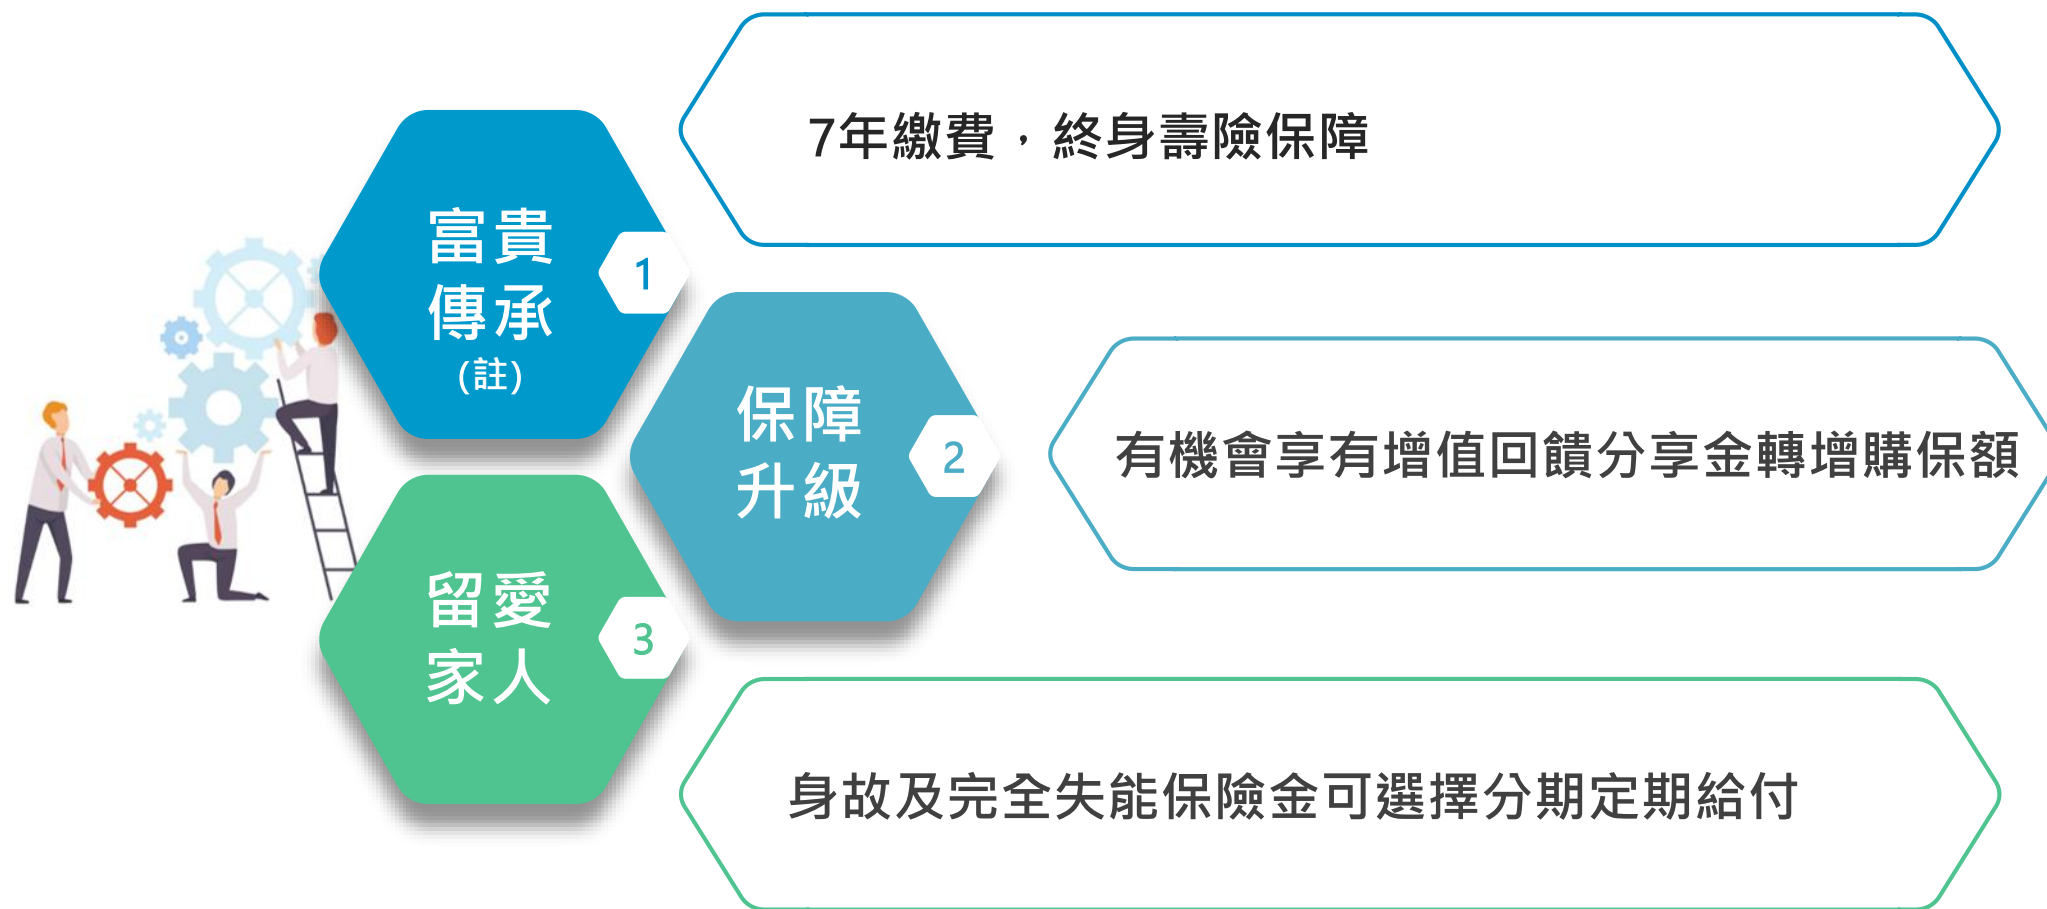 富貴
傳承
(註)
1
7年繳費，終身壽險保障
保障
升級
2
有機會享有增值回饋分享金轉增購保額
留愛
家人
3
身故及完全失能保險金可選擇分期定期給付